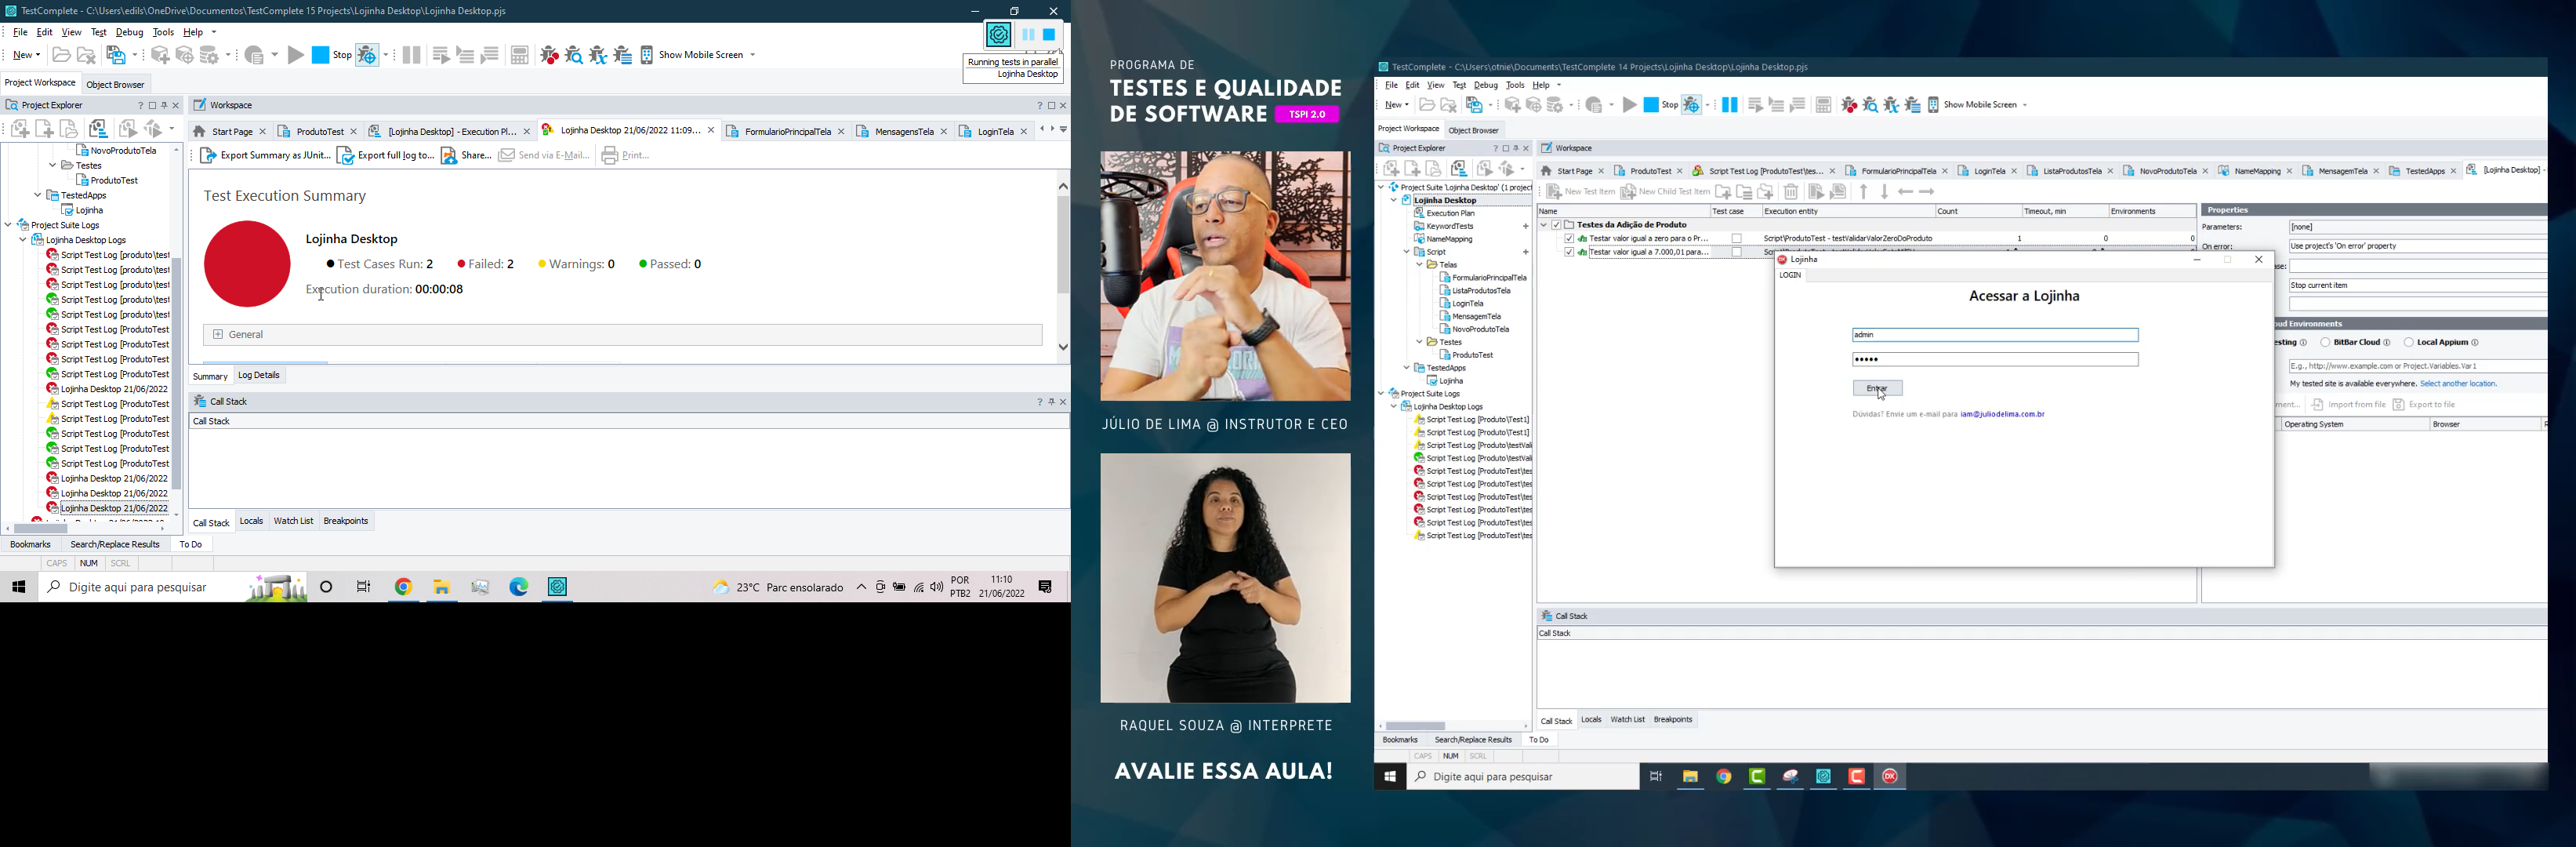 TestComplete - C:\Users\edils\OneDrive\Documentos\TestComplete 15 Projects\Lojinha Desktop\Lojinha Desktop.pjs
File Edit View Test Debug Tools Help
New Stop Show Mobile Screen
Running tests in parallel
Lojinha Desktop
Project Workspace Object Browser
Project Explorer
NovoProdutoTela
Testes
ProdutoTest
TestedApps
Lojinha
Project Suite Logs
Lojinha Desktop Logs
Script Test Log [produto\test
Script Test Log [produto\test
Script Test Log [produto\test
Script Test Log [produto\test
Script Test Log [produto\test
Script Test Log [ProdutoTest
Script Test Log [ProdutoTest
Script Test Log [ProdutoTest
Script Test Log [ProdutoTest
Lojinha Desktop 21/06/2022
Script Test Log [ProdutoTest
Script Test Log [ProdutoTest
Script Test Log [ProdutoTest
Script Test Log [ProdutoTest
Script Test Log [ProdutoTest
Lojinha Desktop 21/06/2022
Lojinha Desktop 21/06/2022
Lojinha Desktop 21/06/2022
Workspace
Start Page ProdutoTest [Lojinha Desktop] - Execution Pl... Lojinha Desktop 21/06/2022 11:09... FormularioPrincipalTela MensagensTela LoginTela
Export Summary as JUnit... Export full log to... Share... Send via E-Mail... Print...
Test Execution Summary
Lojinha Desktop
Test Cases Run: 2 Failed: 2 Warnings: 0 Passed: 0
Execution duration: 00:00:08
General
Summary Log Details
Call Stack
Call Stack
Call Stack Locals Watch List Breakpoints
Bookmarks Search/Replace Results To Do
CAPS NUM SCRL
Digite aqui para pesquisar
23°C Parc ensolarado
POR
PTB2
11:10
21/06/2022
PROGRAMA DE
TESTES E QUALIDADE
DE SOFTWARE TSPI 2.0
JÚLIO DE LIMA @ INSTRUTOR E CEO
RAQUEL SOUZA @ INTERPRETE
AVALIE ESSA AULA!
TestComplete - C:\Users\otnie\Documents\TestComplete 14 Projects\Lojinha Desktop\Lojinha Desktop.pjs
File Edit View Test Debug Tools Help
New Stop Show Mobile Screen
Project Workspace Object Browser
Project Explorer
Project Suite 'Lojinha Desktop' (1 project
Lojinha Desktop
Execution Plan
KeywordTests
NameMapping
Script
Telas
FormularioPrincipalTela
ListaProdutosTela
LoginTela
MensagemTela
NovoProdutoTela
Testes
ProdutoTest
TestedApps
Lojinha
Project Suite Logs
Lojinha Desktop Logs
Script Test Log [Produto\Test1]
Script Test Log [Produto\Test1]
Script Test Log [Produto\testVali
Script Test Log [Produto\testVali
Script Test Log [ProdutoTest\tes
Script Test Log [ProdutoTest\tes
Script Test Log [ProdutoTest\tes
Script Test Log [ProdutoTest\tes
Script Test Log [ProdutoTest\tes
Script Test Log [ProdutoTest\tes
Workspace
Start Page ProdutoTest Script Test Log [ProdutoTest\tes... FormularioPrincipalTela LoginTela ListaProdutosTela NovoProdutoTela NameMapping MensagemTela TestedApps [Lojinha Desktop] -
New Test Item New Child Test Item
Name Test case Execution entity Count Timeout, min Environments
Testes da Adição de Produto
Testar valor igual a zero para o Pr... Script\ProdutoTest - testValidarValorZeroDoProduto 1 0 0
Testar valor igual a 7.000,01 para...
Properties
Parameters: [none]
On error: Use project's 'On error' property
Stop current item
oud Environments
esting BitBar Cloud Local Appium
E.g., http://www.example.com or Project.Variables.Var1
My tested site is available everywhere. Select another location.
ment... Import from file Export to file
Operating System Browser
Lojinha
LOGIN
Acessar a Lojinha
admin
•••••
Entrar
Dúvidas? Envie um e-mail para iam@juliodelima.com.br
Call Stack
Call Stack
Call Stack Locals Watch List Breakpoints
Bookmarks Search/Replace Results To Do
CAPS NUM SCRL
Digite aqui para pesquisar